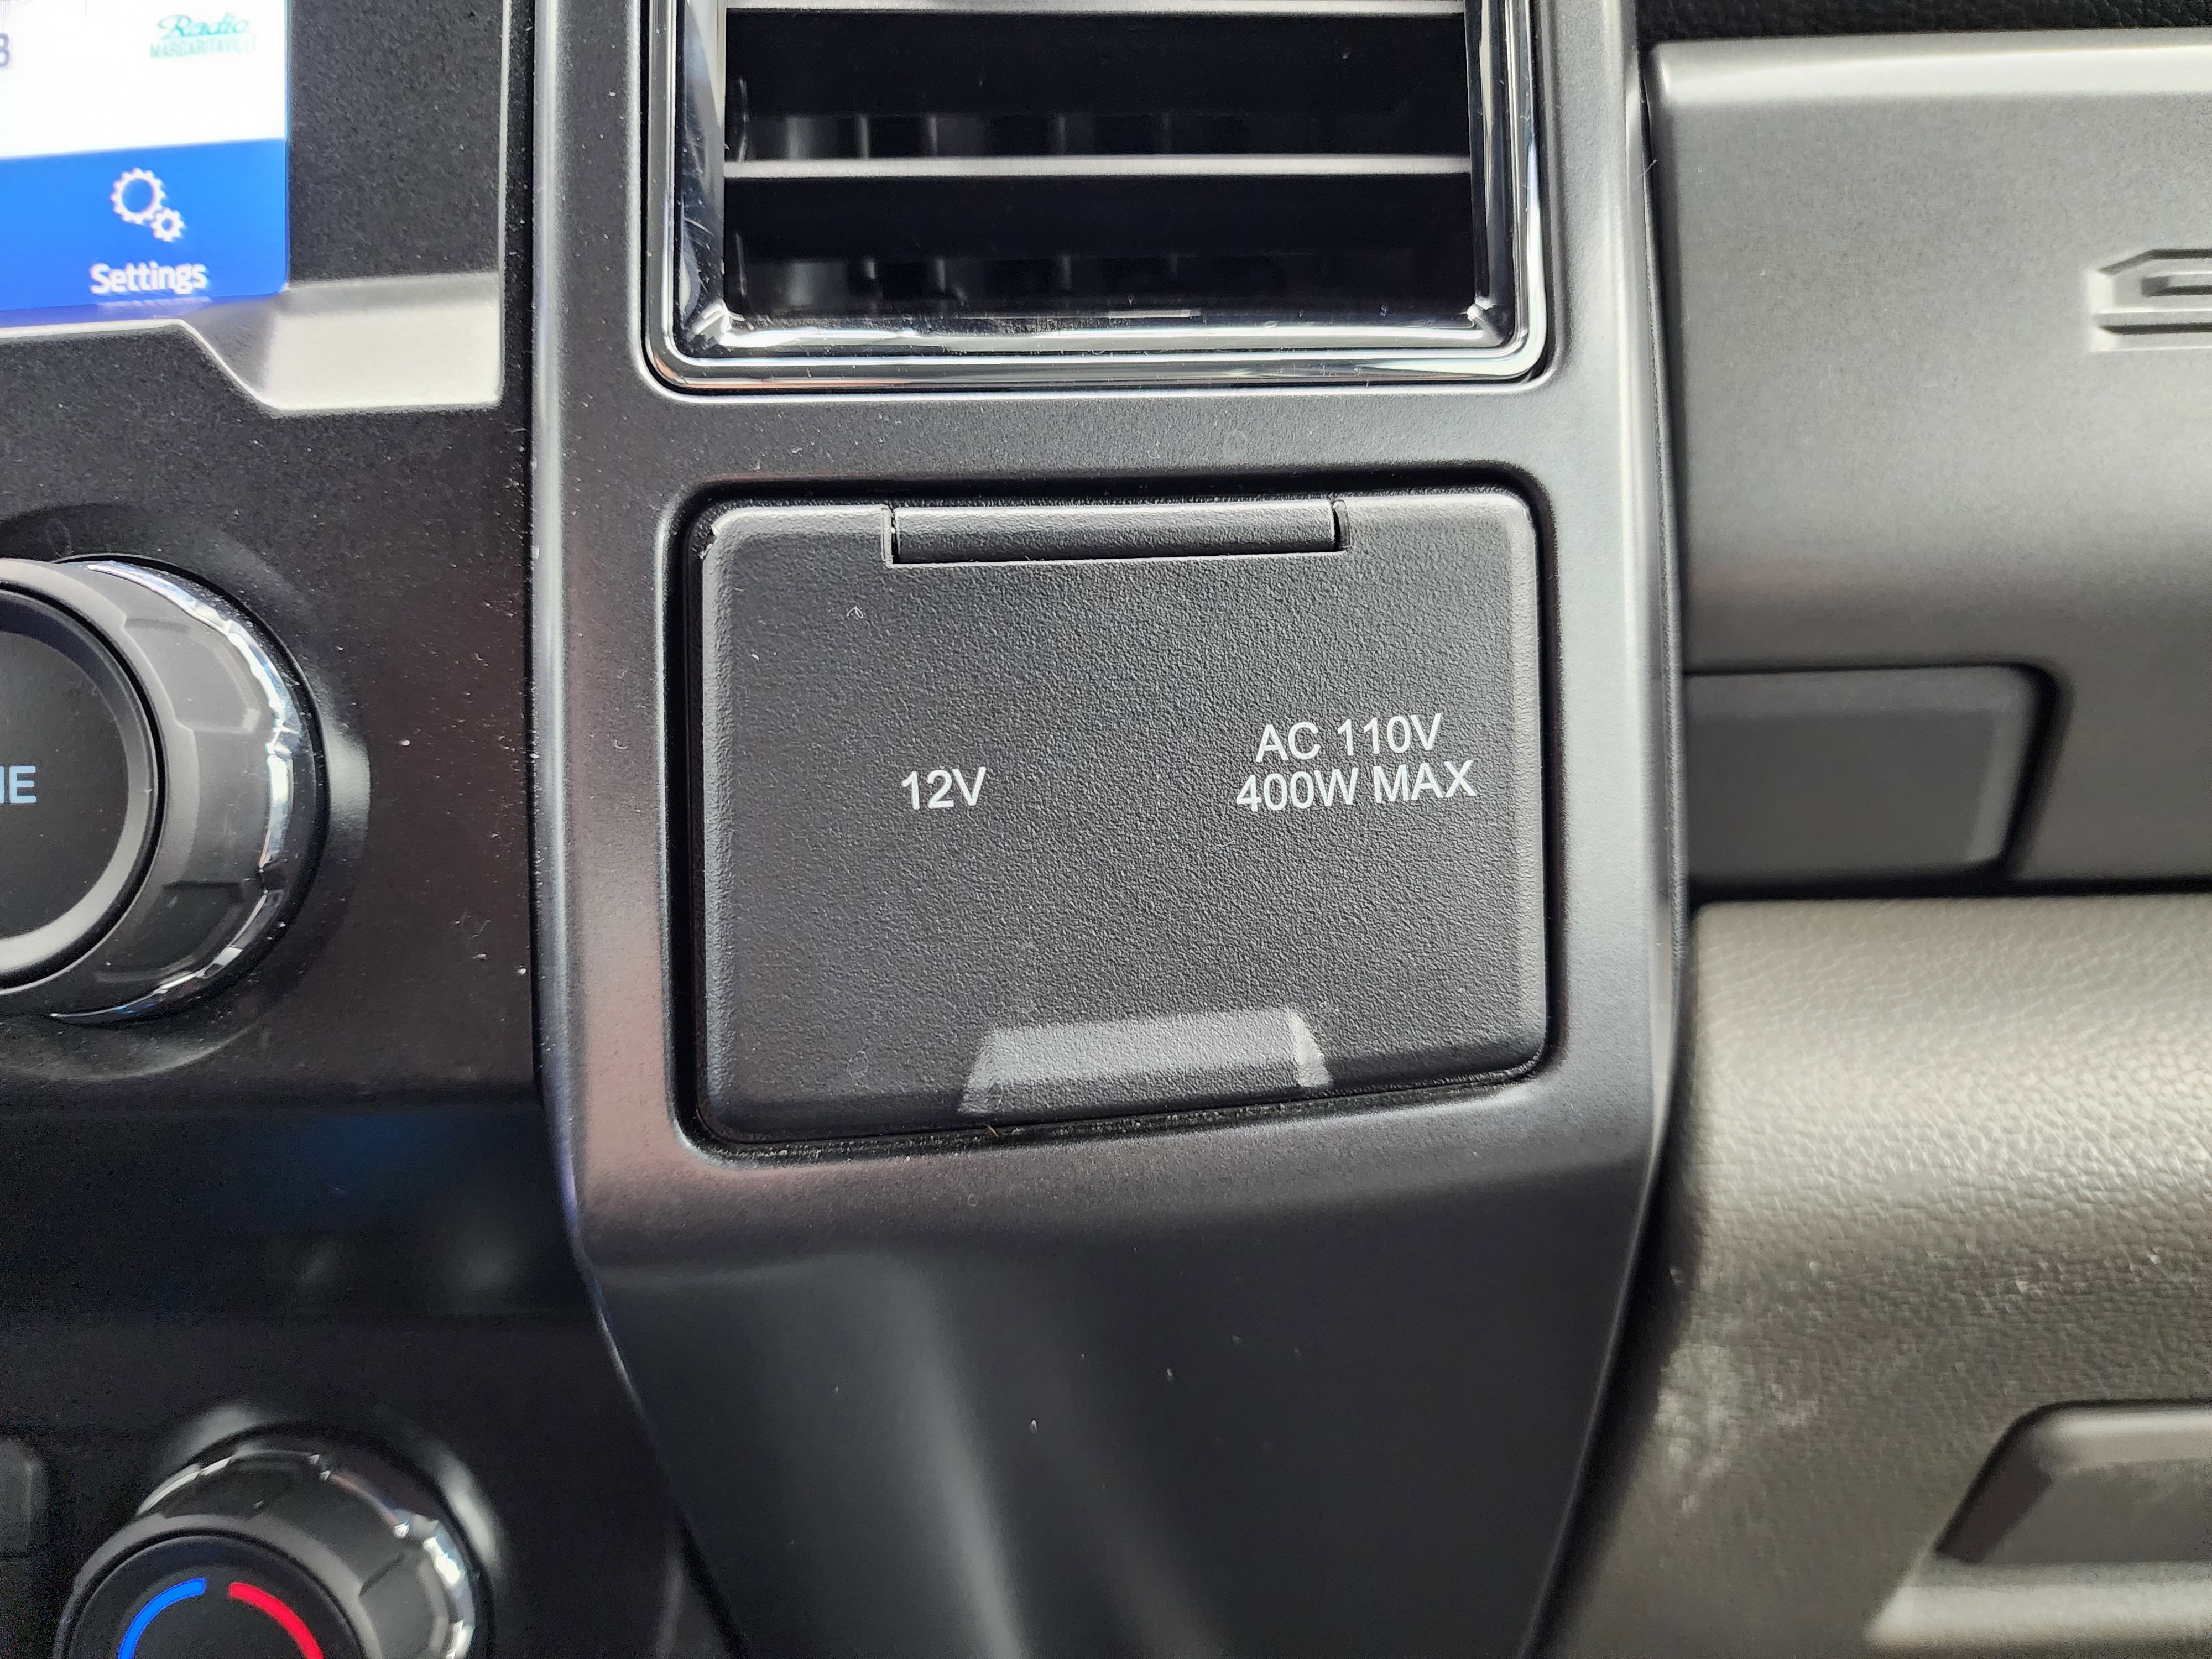 Radio
MARGARITAVILLE
Settings
12V
AC 110V
400W MAX